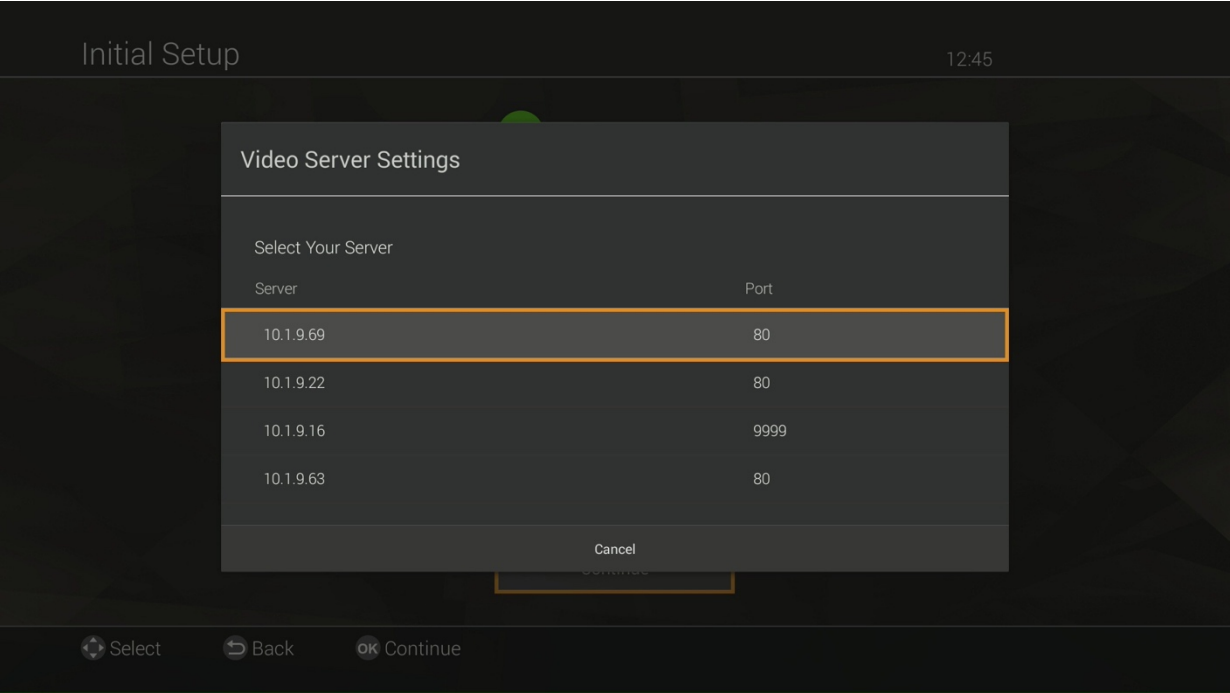 Initial Setup 12:45
Video Server Settings
Select Your Server
Server Port
10.1.9.69 80
10.1.9.22 80
10.1.9.16 9999
10.1.9.63 80
Cancel
Continue
Select Back OK Continue